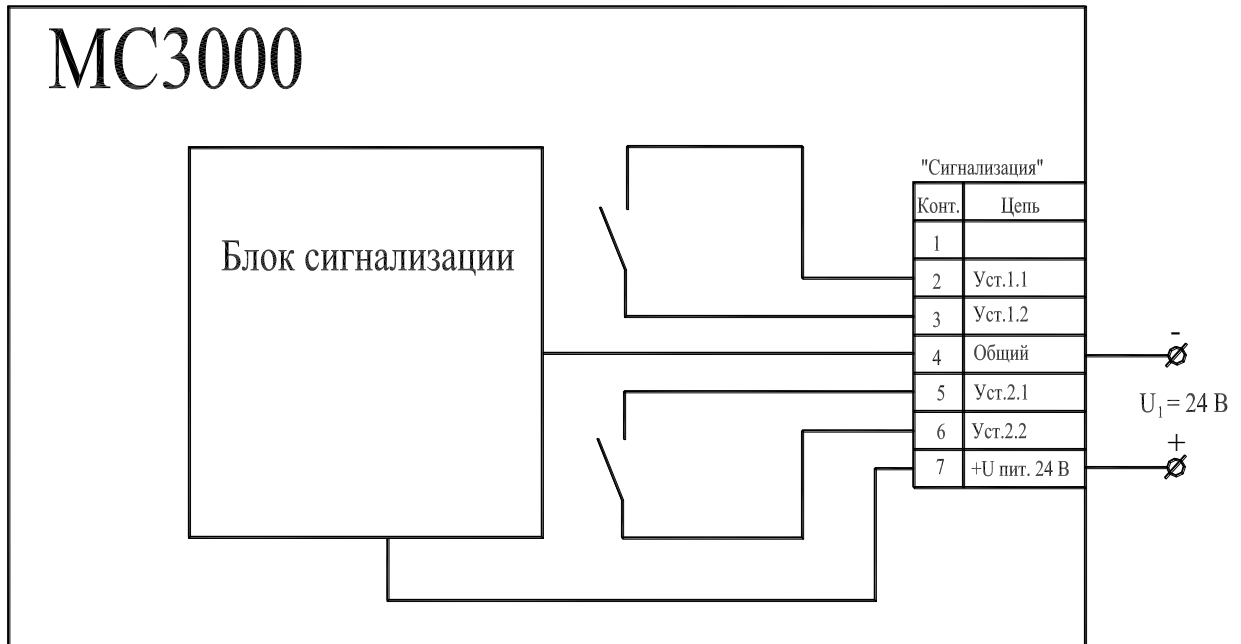 МС3000
Блок сигнализации
"Сигнализация"
Конт. Цепь
1
2 Уст.1.1
3 Уст.1.2
4 Общий
5 Уст.2.1
6 Уст.2.2
7 +U пит. 24 В
-
U₁ = 24 В
+